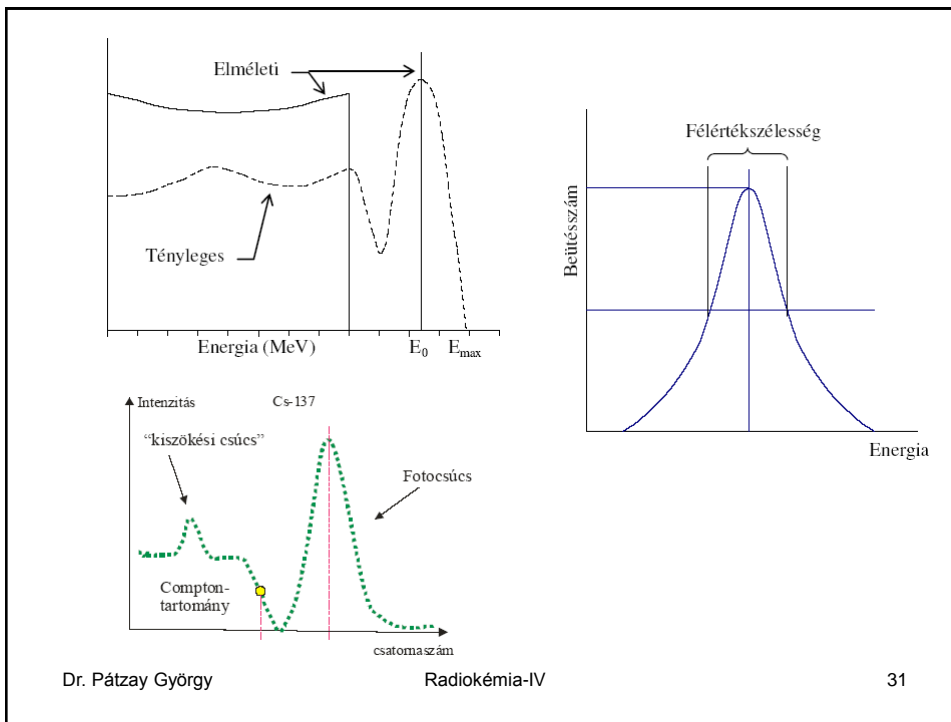 Elméleti
Tényleges
Energia (MeV)
E₀
Eₘₐₓ
Félértékszélesség
Beütésszám
Energia
Intenzitás
Cs-137
“kiszökési csúcs”
Fotocsúcs
Compton-
tartomány
csatornaszám
Dr. Pátzay György
Radiokémia-IV
31